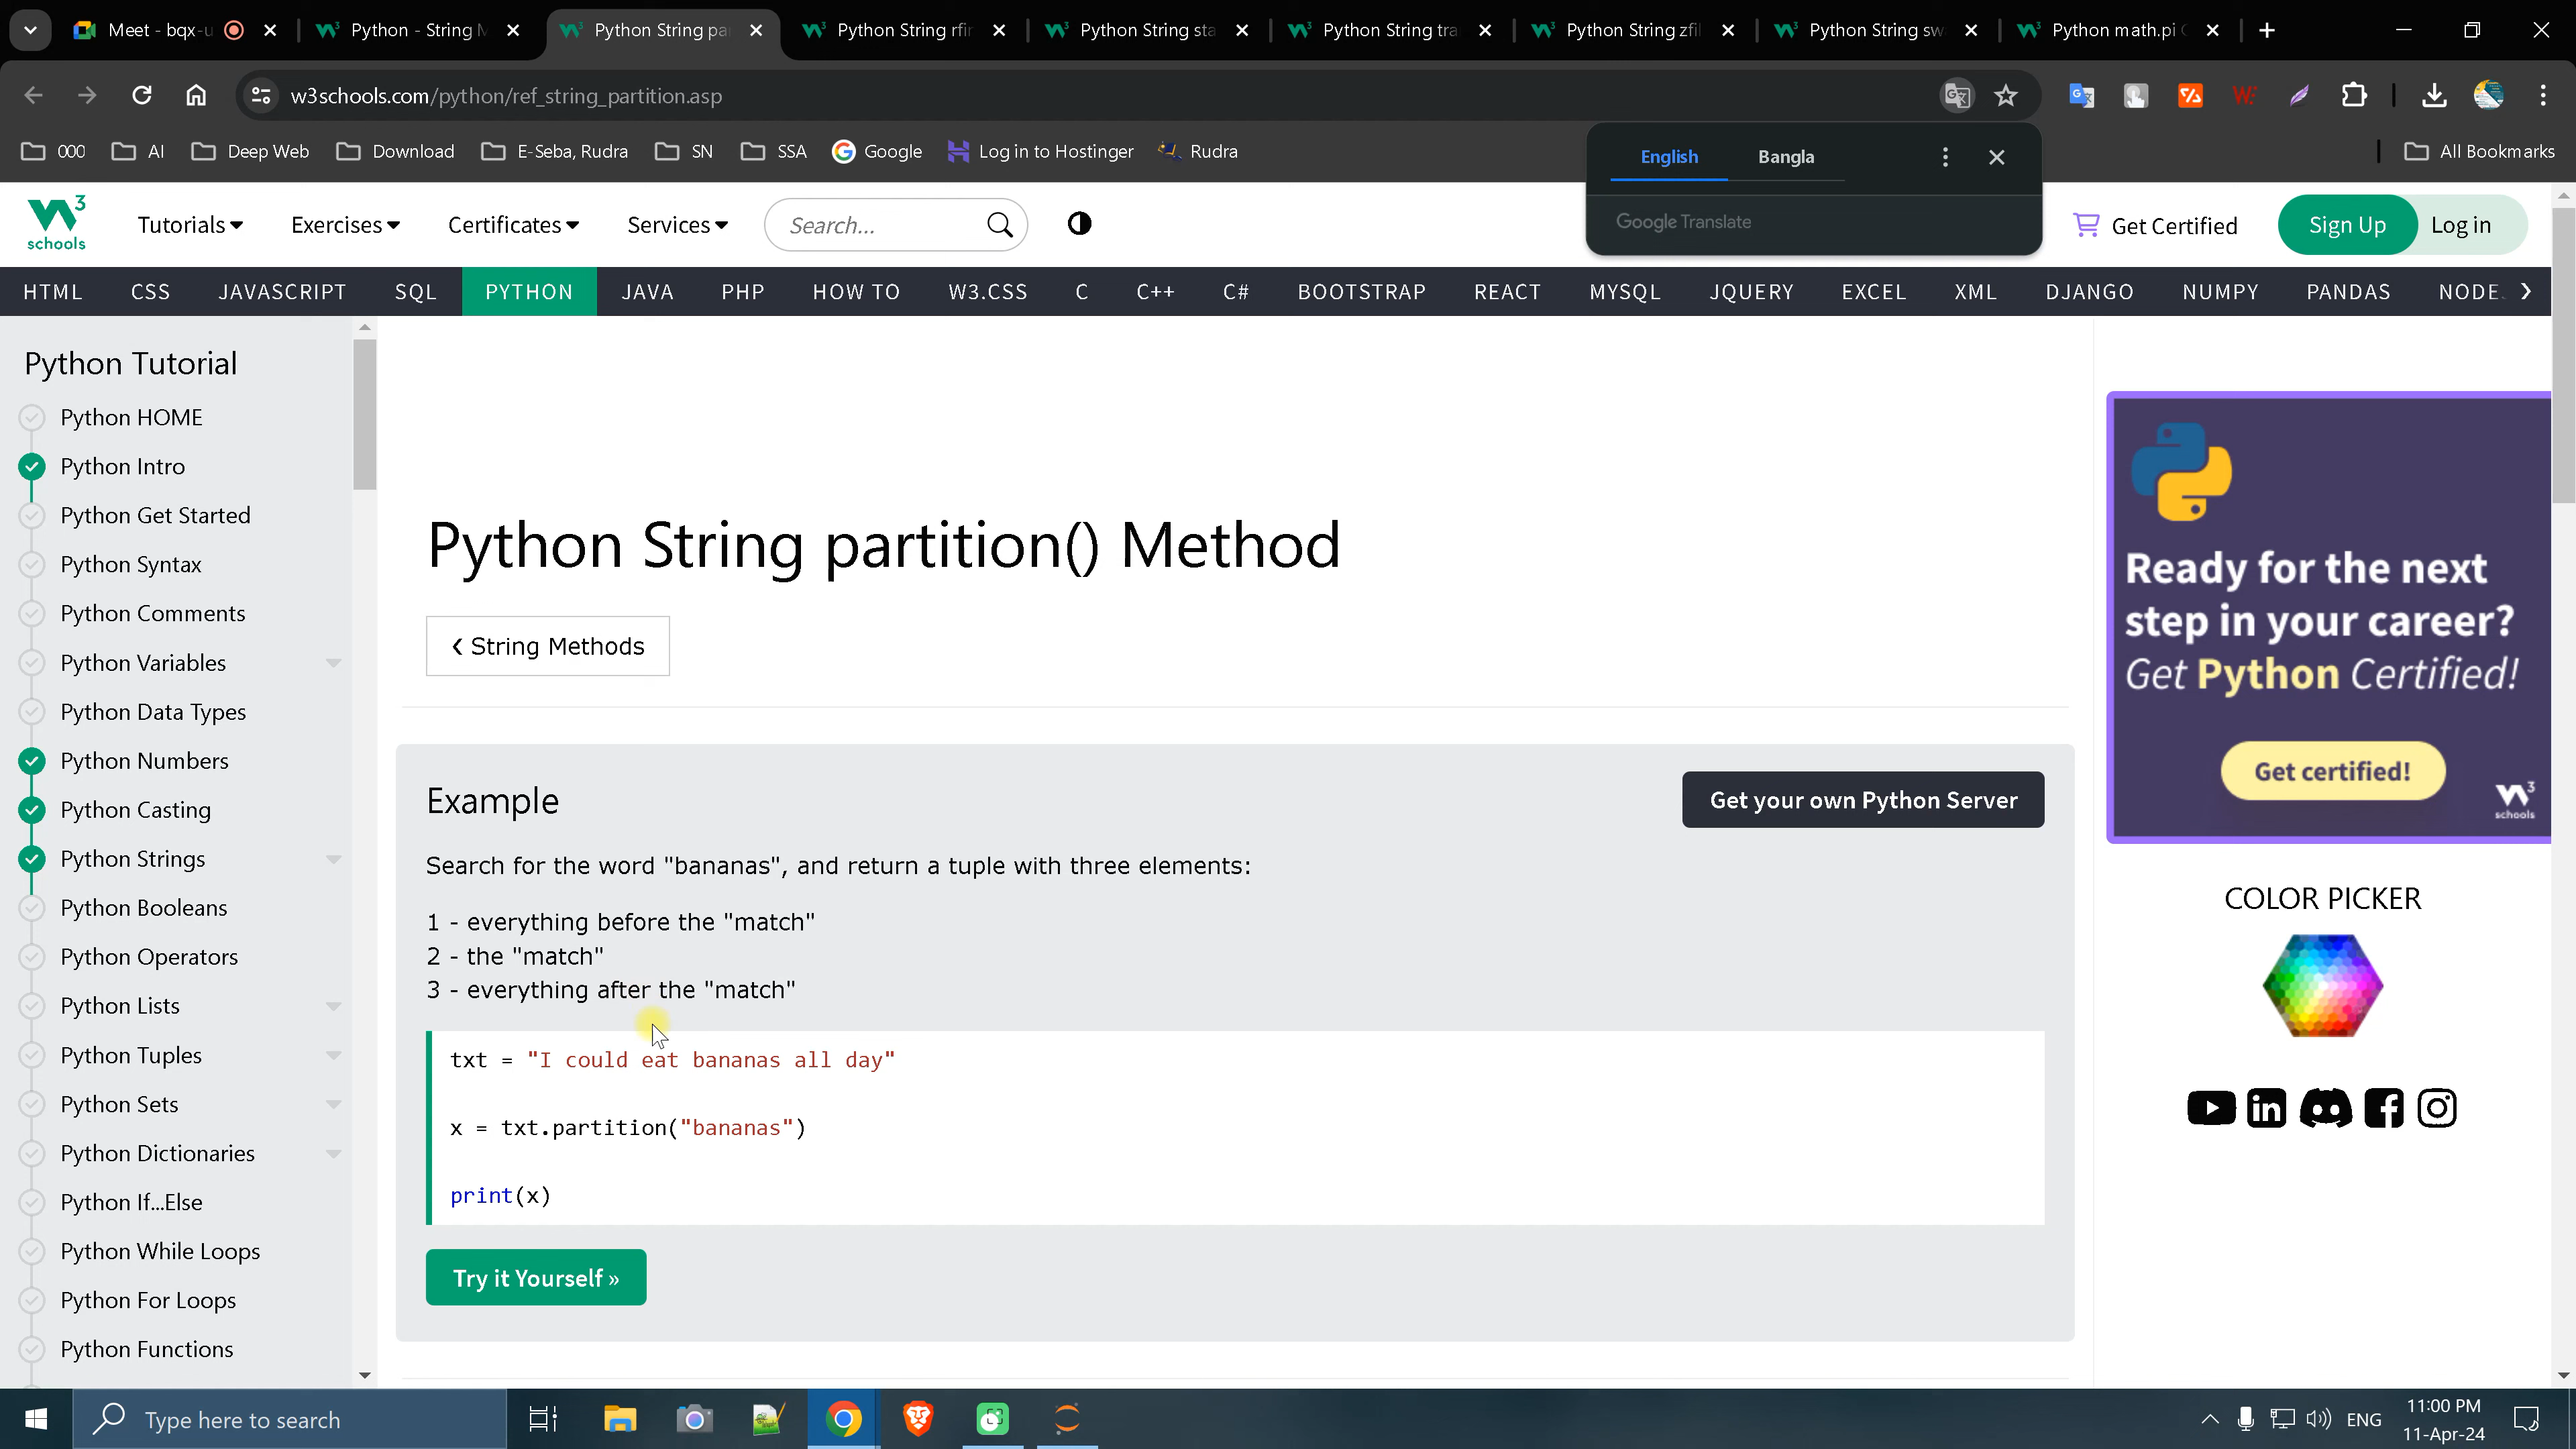 Meet - bqx-u
Python - String M
Python String pa
Python String rfin
Python String sta
Python String tra
Python String zfil
Python String sw
Python math.pi C
w3schools.com/python/ref_string_partition.asp
000
AI
Deep Web
Download
E-Seba, Rudra
SN
SSA
Google
Log in to Hostinger
Rudra
All Bookmarks
English
Bangla
Google Translate
schools
Tutorials
Exercises
Certificates
Services
Search...
Get Certified
Sign Up
Log in
HTML
CSS
JAVASCRIPT
SQL
PYTHON
JAVA
PHP
HOW TO
W3.CSS
C
C++
C#
BOOTSTRAP
REACT
MYSQL
JQUERY
EXCEL
XML
DJANGO
NUMPY
PANDAS
NODE.
❯
Python Tutorial
Python HOME
Python Intro
Python Get Started
Python Syntax
Python Comments
Python Variables
Python Data Types
Python Numbers
Python Casting
Python Strings
Python Booleans
Python Operators
Python Lists
Python Tuples
Python Sets
Python Dictionaries
Python If...Else
Python While Loops
Python For Loops
Python Functions
Python String partition() Method
❮ String Methods
Example
Get your own Python Server
Search for the word "bananas", and return a tuple with three elements:
1 - everything before the "match"
2 - the "match"
3 - everything after the "match"
txt = "I could eat bananas all day"
x = txt.partition("bananas")
print(x)
Try it Yourself »
Ready for the next
step in your career?
Get Python Certified!
Get certified!
schools
COLOR PICKER
Type here to search
ENG
11:00 PM
11-Apr-24